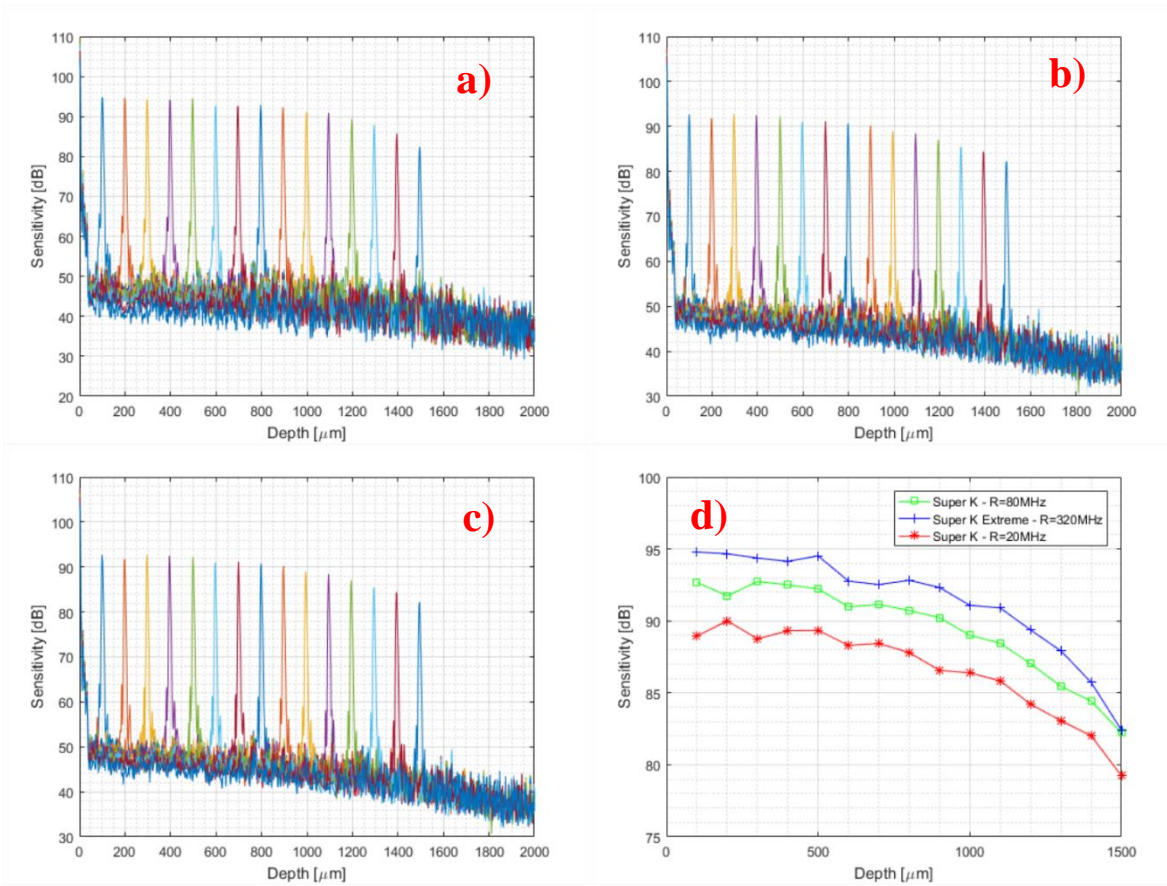 110
100
90
80
70
60
50
40
30
20
Sensitivity [dB]
0 200 400 600 800 1000 1200 1400 1600 1800 2000
Depth [μm]
a)
110
100
90
80
70
60
50
40
30
Sensitivity [dB]
0 200 400 600 800 1000 1200 1400 1600 1800 2000
Depth [μm]
b)
110
100
90
80
70
60
50
40
30
Sensitivity [dB]
0 200 400 600 800 1000 1200 1400 1600 1800 2000
Depth [μm]
c)
100
95
90
85
80
75
Sensitivity [dB]
0 500 1000 1500
Depth [μm]
d)
Super K - R=80MHz
Super K Extreme - R=320MHz
Super K - R=20MHz